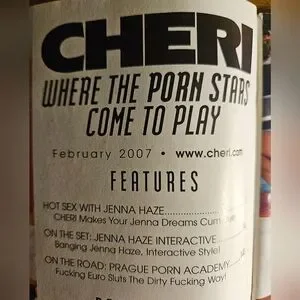 CHERI
WHERE THE PORN STARS
COME TO PLAY
February 2007 • www.cheri.com
FEATURES
HOT SEX WITH JENNA HAZE
CHERI Makes Your Jenna Dreams
ON THE SET: JENNA HAZE INTERACTIVE
Banging Jenna Haze, Interactive Style!
ON THE ROAD: PRAGUE PORN ACADEMY
Fucking Euro Sluts The Dirty Fucking Way!